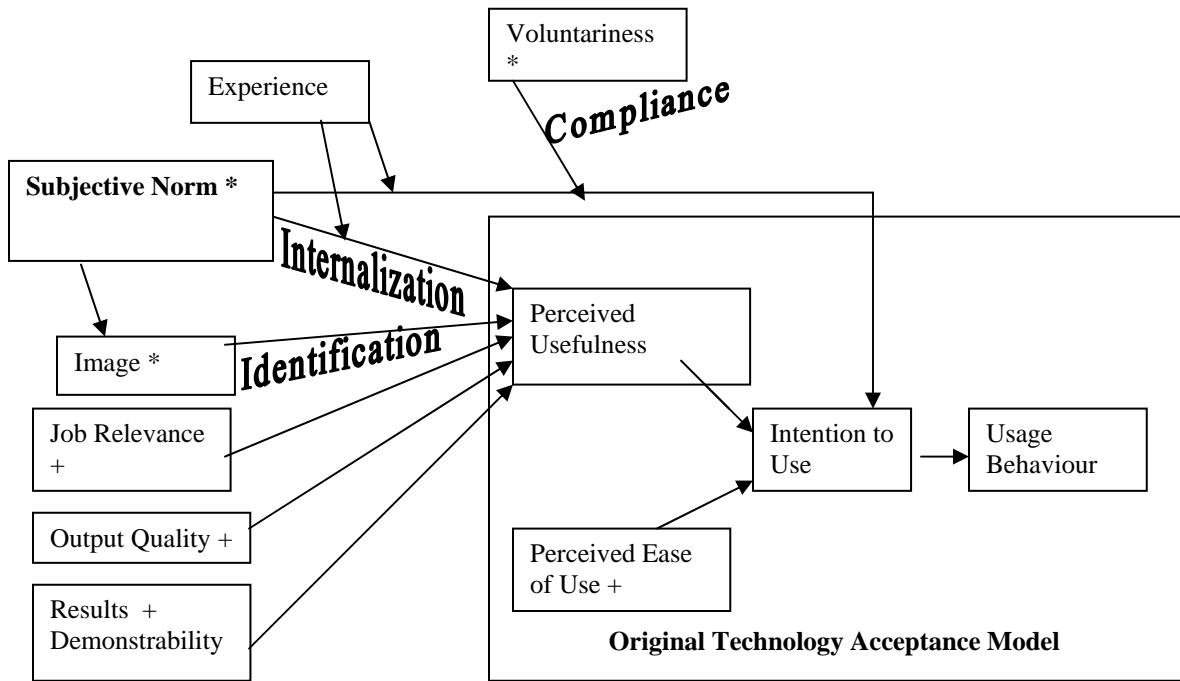 Voluntariness
*
Experience
Compliance
Subjective Norm *
Internalization
Perceived
Usefulness
Image *
Identification
Job Relevance
+
Intention to
Use
Usage
Behaviour
Output Quality +
Perceived Ease
of Use +
Results  +
Demonstrability
Original Technology Acceptance Model